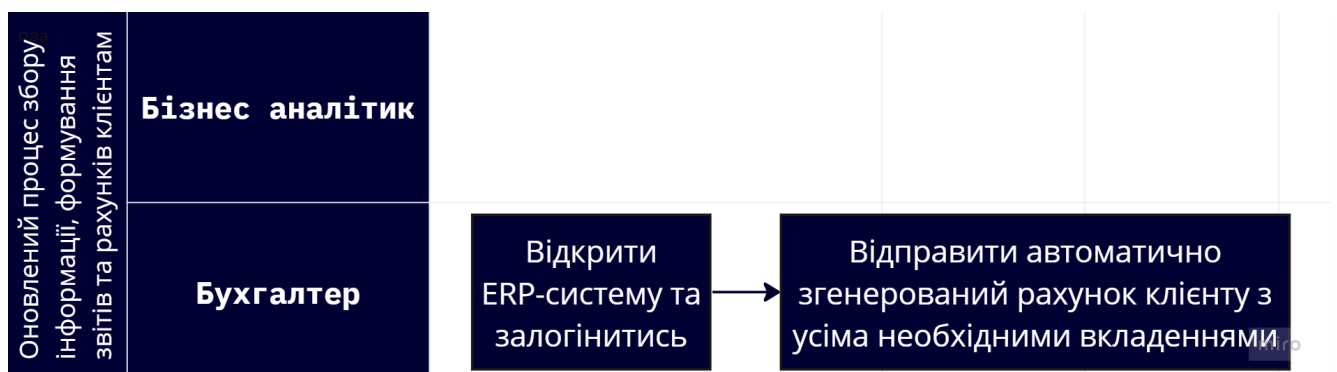 Оновлений процес збору
інформації, формування
звітів та рахунків клієнтам
Бізнес аналітик
Бухгалтер
Відкрити
ERP-систему та
залогінитись
Відправити автоматично
згенерований рахунок клієнту з
усіма необхідними вкладеннями
miro